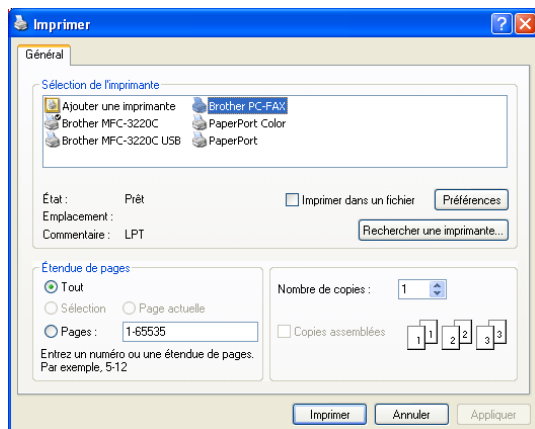 Imprimer
Général
Sélection de l'imprimante
Ajouter une imprimante
Brother PC-FAX
Brother MFC-3220C
PaperPort Color
Brother MFC-3220C USB
PaperPort
État : Prêt
Imprimer dans un fichier
Préférences
Emplacement :
Commentaire : LPT
Rechercher une imprimante...
Étendue de pages
Tout
Nombre de copies : 1
Sélection
Page actuelle
Pages : 1-65535
Copies assemblées
1 1 2 2 3 3
Entrez un numéro ou une étendue de pages.
Par exemple, 5-12
Imprimer
Annuler
Appliquer